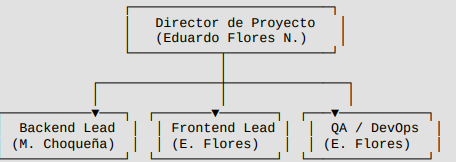 Director de Proyecto
(Eduardo Flores N.)
Backend Lead
(M. Choqueña)
Frontend Lead
(E. Flores)
QA / DevOps
(E. Flores)